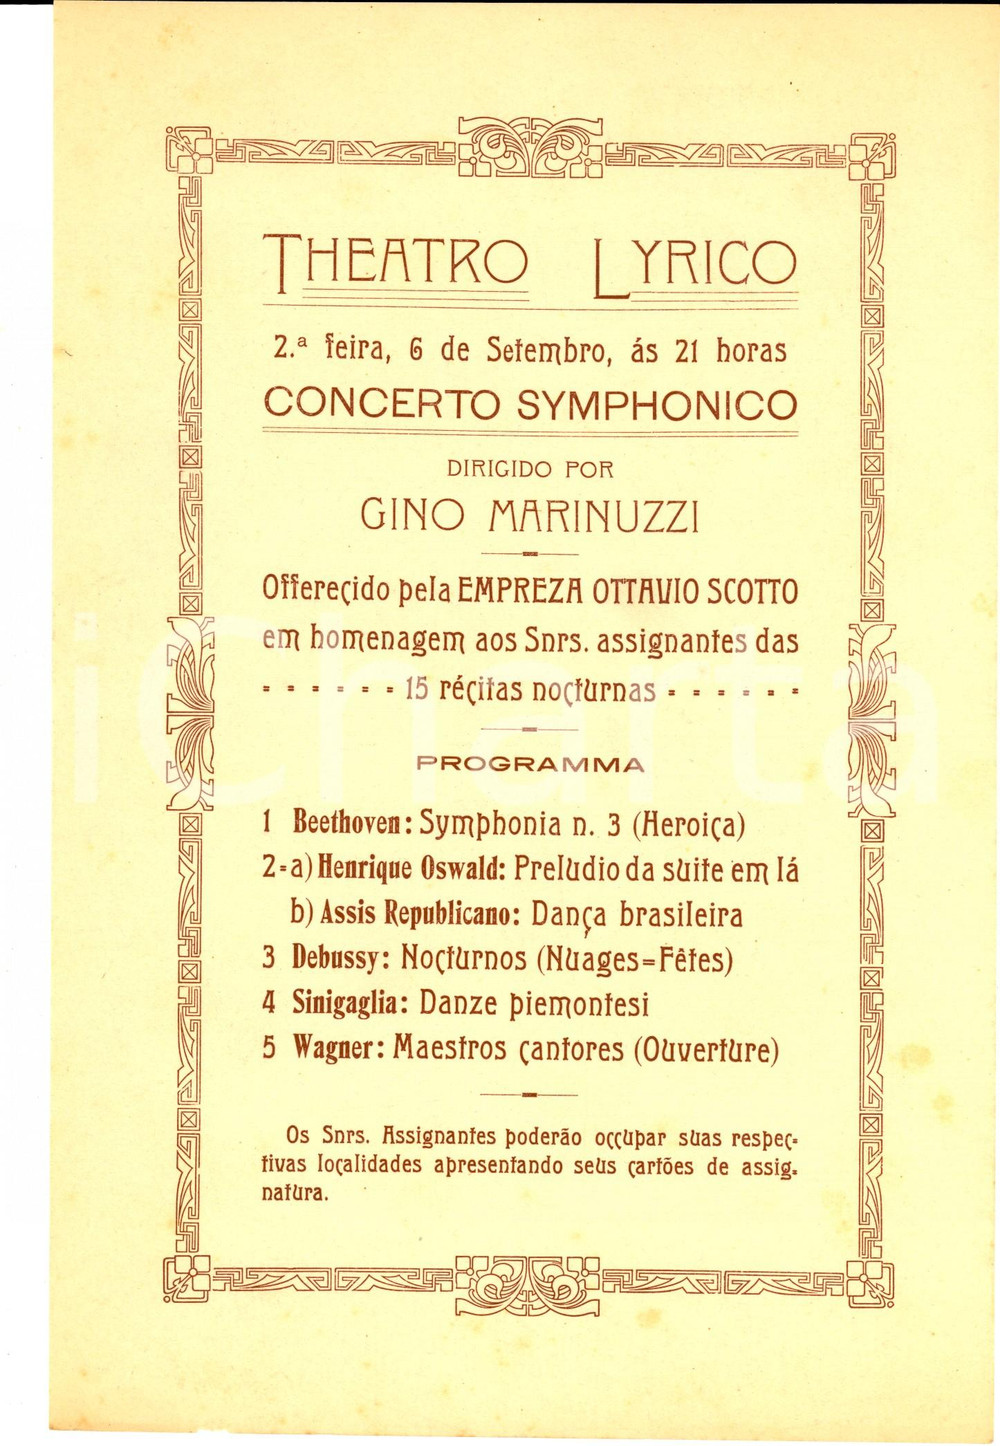 THEATRO LYRICO
2.ª feira, 6 de Setembro, ás 21 horas
CONCERTO SYMPHONICO
DIRIGIDO POR
GINO MARINUZZI
Offerecido pela EMPREZA OTTAVIO SCOTTO
em homenagem aos Snrs. assignantes das
15 récitas nocturnas
PROGRAMMA
1 Beethoven: Symphonia n. 3 (Heroica)
2=a) Henrique Oswald: Preludio da suite em lá
b) Assis Republicano: Dança brasileira
3 Debussy: Nocturnos (Nuages=Fêtes)
4 Sinigaglia: Danze piemontesi
5 Wagner: Maestros cantores (Ouverture)
Os Snrs. Assignantes poderão occupar suas respec=
tivas localidades apresentando seus cartões de assig=
natura.
iCharta